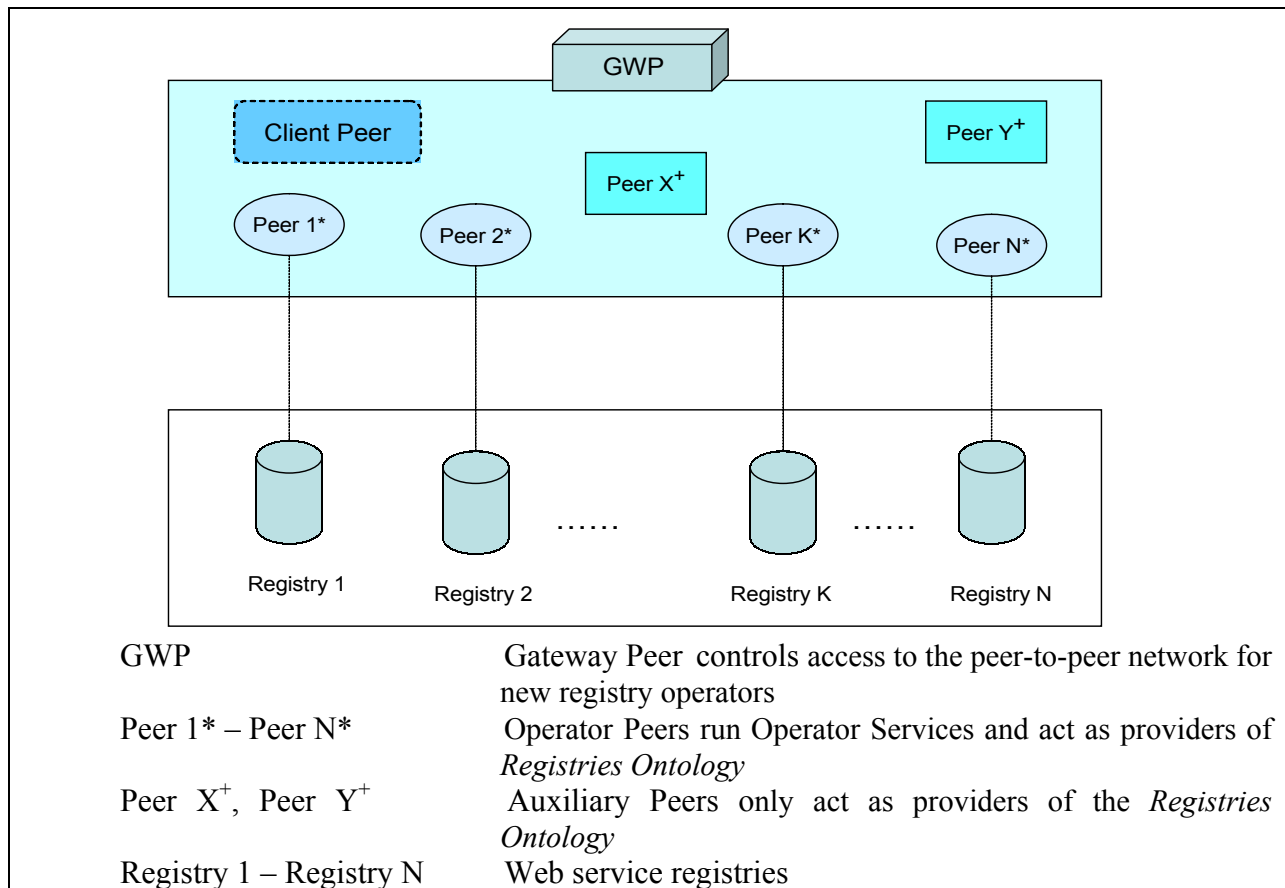 GWP
Client Peer
Peer Y+
Peer X+
Peer 1*
Peer 2*
Peer K*
Peer N*
......
......
Registry 1
Registry 2
Registry K
Registry N
GWP Gateway Peer controls access to the peer-to-peer network for
new registry operators
Peer 1* – Peer N* Operator Peers run Operator Services and act as providers of
Registries Ontology
Peer X+, Peer Y+ Auxiliary Peers only act as providers of the Registries
Ontology
Registry 1 – Registry N Web service registries